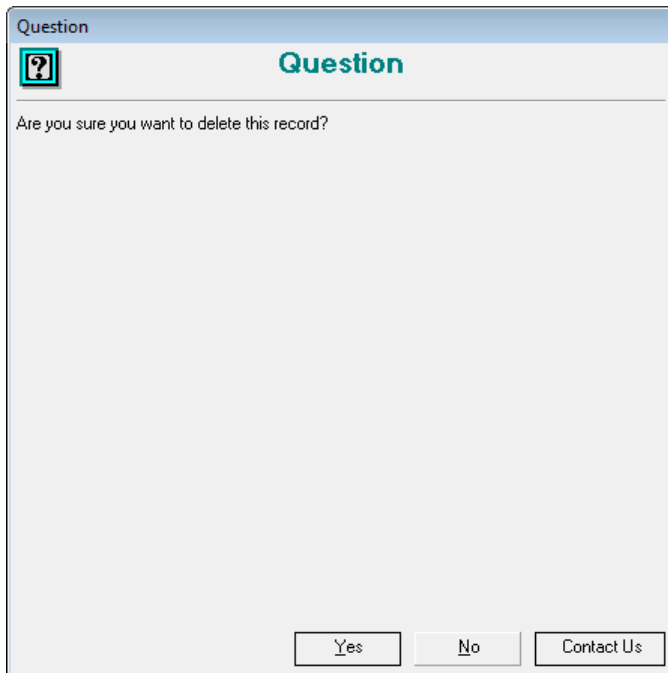 Question
Question
Are you sure you want to delete this record?
Yes
No
Contact Us